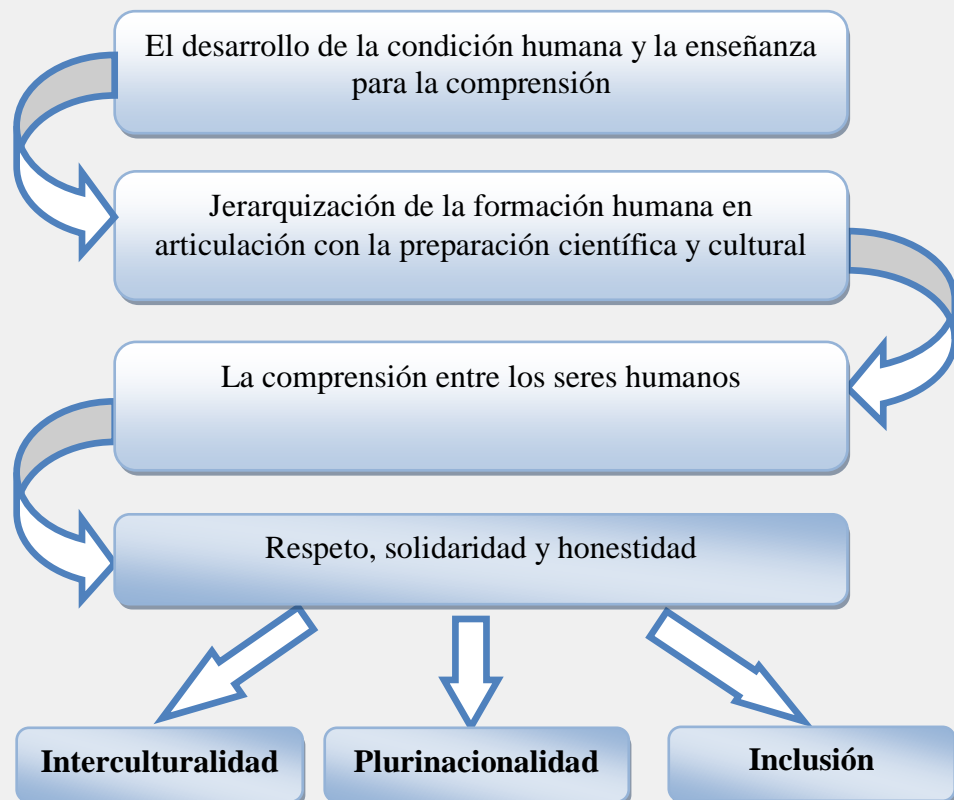 El desarrollo de la condición humana y la enseñanza
para la comprensión
Jerarquización de la formación humana en
articulación con la preparación científica y cultural
La comprensión entre los seres humanos
Respeto, solidaridad y honestidad
Interculturalidad
Plurinacionalidad
Inclusión